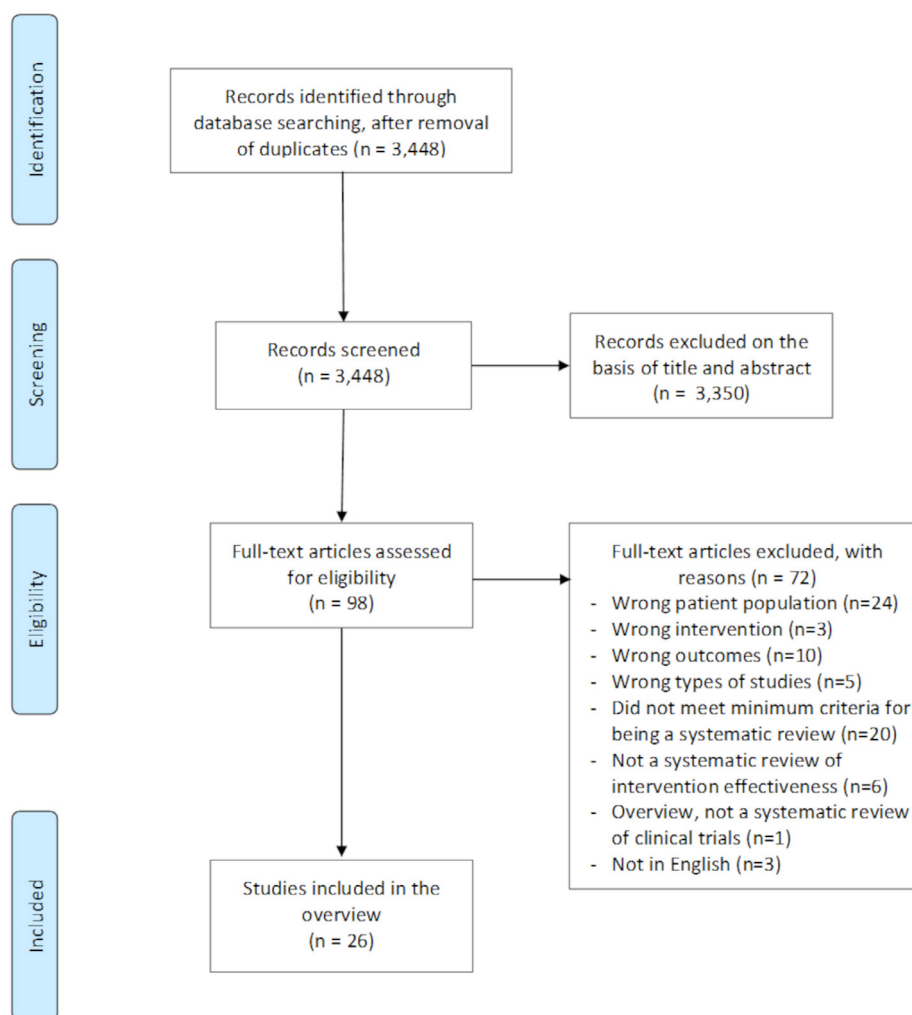 Identification
Records identified through
database searching, after removal
of duplicates (n = 3,448)
Screening
Records screened
(n = 3,448)
Records excluded on the
basis of title and abstract
(n = 3,350)
Eligibility
Full-text articles assessed
for eligibility
(n = 98)
Full-text articles excluded, with
reasons (n = 72)
- Wrong patient population (n=24)
- Wrong intervention (n=3)
- Wrong outcomes (n=10)
- Wrong types of studies (n=5)
- Did not meet minimum criteria for
being a systematic review (n=20)
- Not a systematic review of
intervention effectiveness (n=6)
- Overview, not a systematic review
of clinical trials (n=1)
- Not in English (n=3)
Included
Studies included in the
overview
(n = 26)